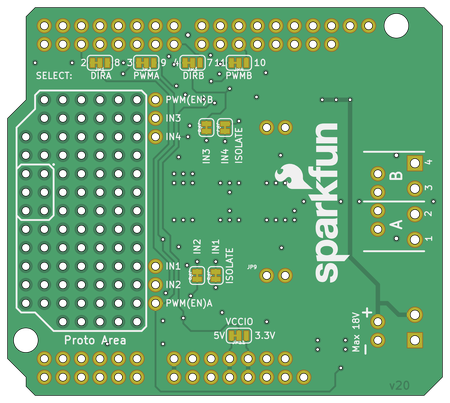 2 8 3 9 4 7 11 10
SELECT: DIRA PWMA DIRB PWMB
PWM(EN)B
IN3
IN4
IN3 IN4 ISOLATE
sparkfun
B
4
3
A
2
1
IN2 IN1 ISOLATE
IN1
JP9
IN2
PWM(EN)A
VCCIO
5V 3.3V
+
Max 18V
-
Proto Area
v20